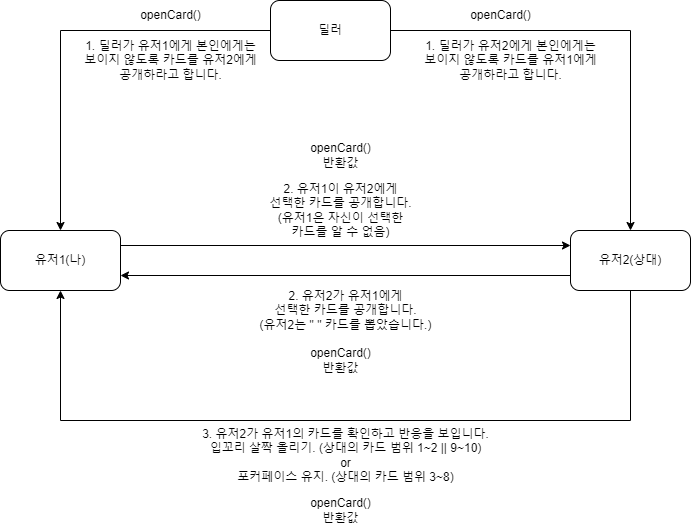 openCard()
딜러
openCard()
1. 딜러가 유저1에게 본인에게는
보이지 않도록 카드를 유저2에게
공개하라고 합니다.
1. 딜러가 유저2에게 본인에게는
보이지 않도록 카드를 유저1에게
공개하라고 합니다.
openCard()
반환값
2. 유저1이 유저2에게
선택한 카드를 공개합니다.
(유저1은 자신이 선택한
카드를 알 수 없음)
유저1(나)
유저2(상대)
2. 유저2가 유저1에게
선택한 카드를 공개합니다.
(유저2는 " " 카드를 뽑았습니다.)
openCard()
반환값
3. 유저2가 유저1의 카드를 확인하고 반응을 보입니다.
입꼬리 살짝 올리기. (상대의 카드 범위 1~2 || 9~10)
or
포커페이스 유지. (상대의 카드 범위 3~8)
openCard()
반환값